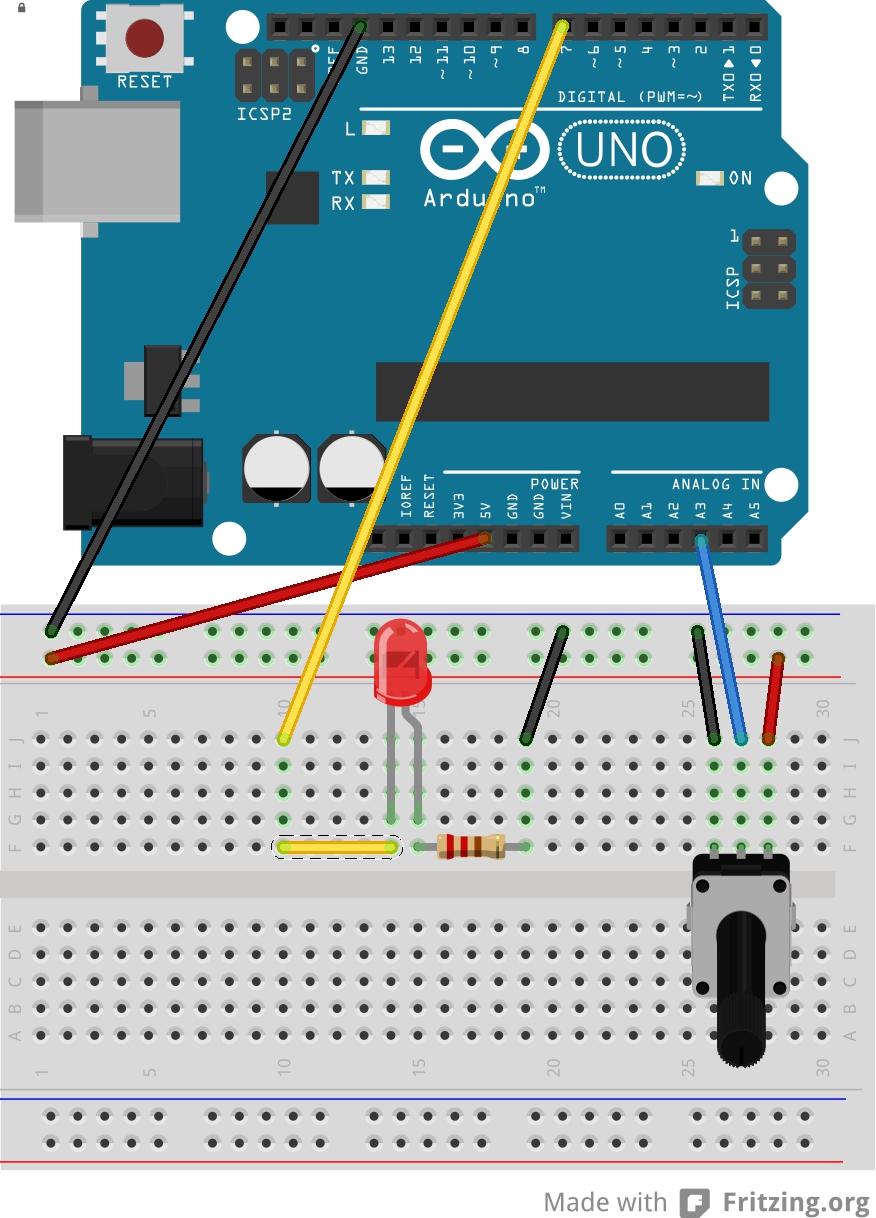 RESET
ICSP2
GND
13
12
~11
~10
~9
8
7
~6
~5
4
~3
2
TX0▶1
RX0◀0
DIGITAL (PWM=~)
L
TX
RX
Arduino™
UNO
ON
1
ICSP
IOREF
RESET
3V3
5V
GND
GND
VIN
POWER
ANALOG IN
A0
A1
A2
A3
A4
A5
1
5
10
15
20
25
30
J
I
H
G
F
J
I
H
G
F
E
D
C
B
A
E
D
C
B
A
1
5
10
15
20
25
30
Made with Fritzing.org